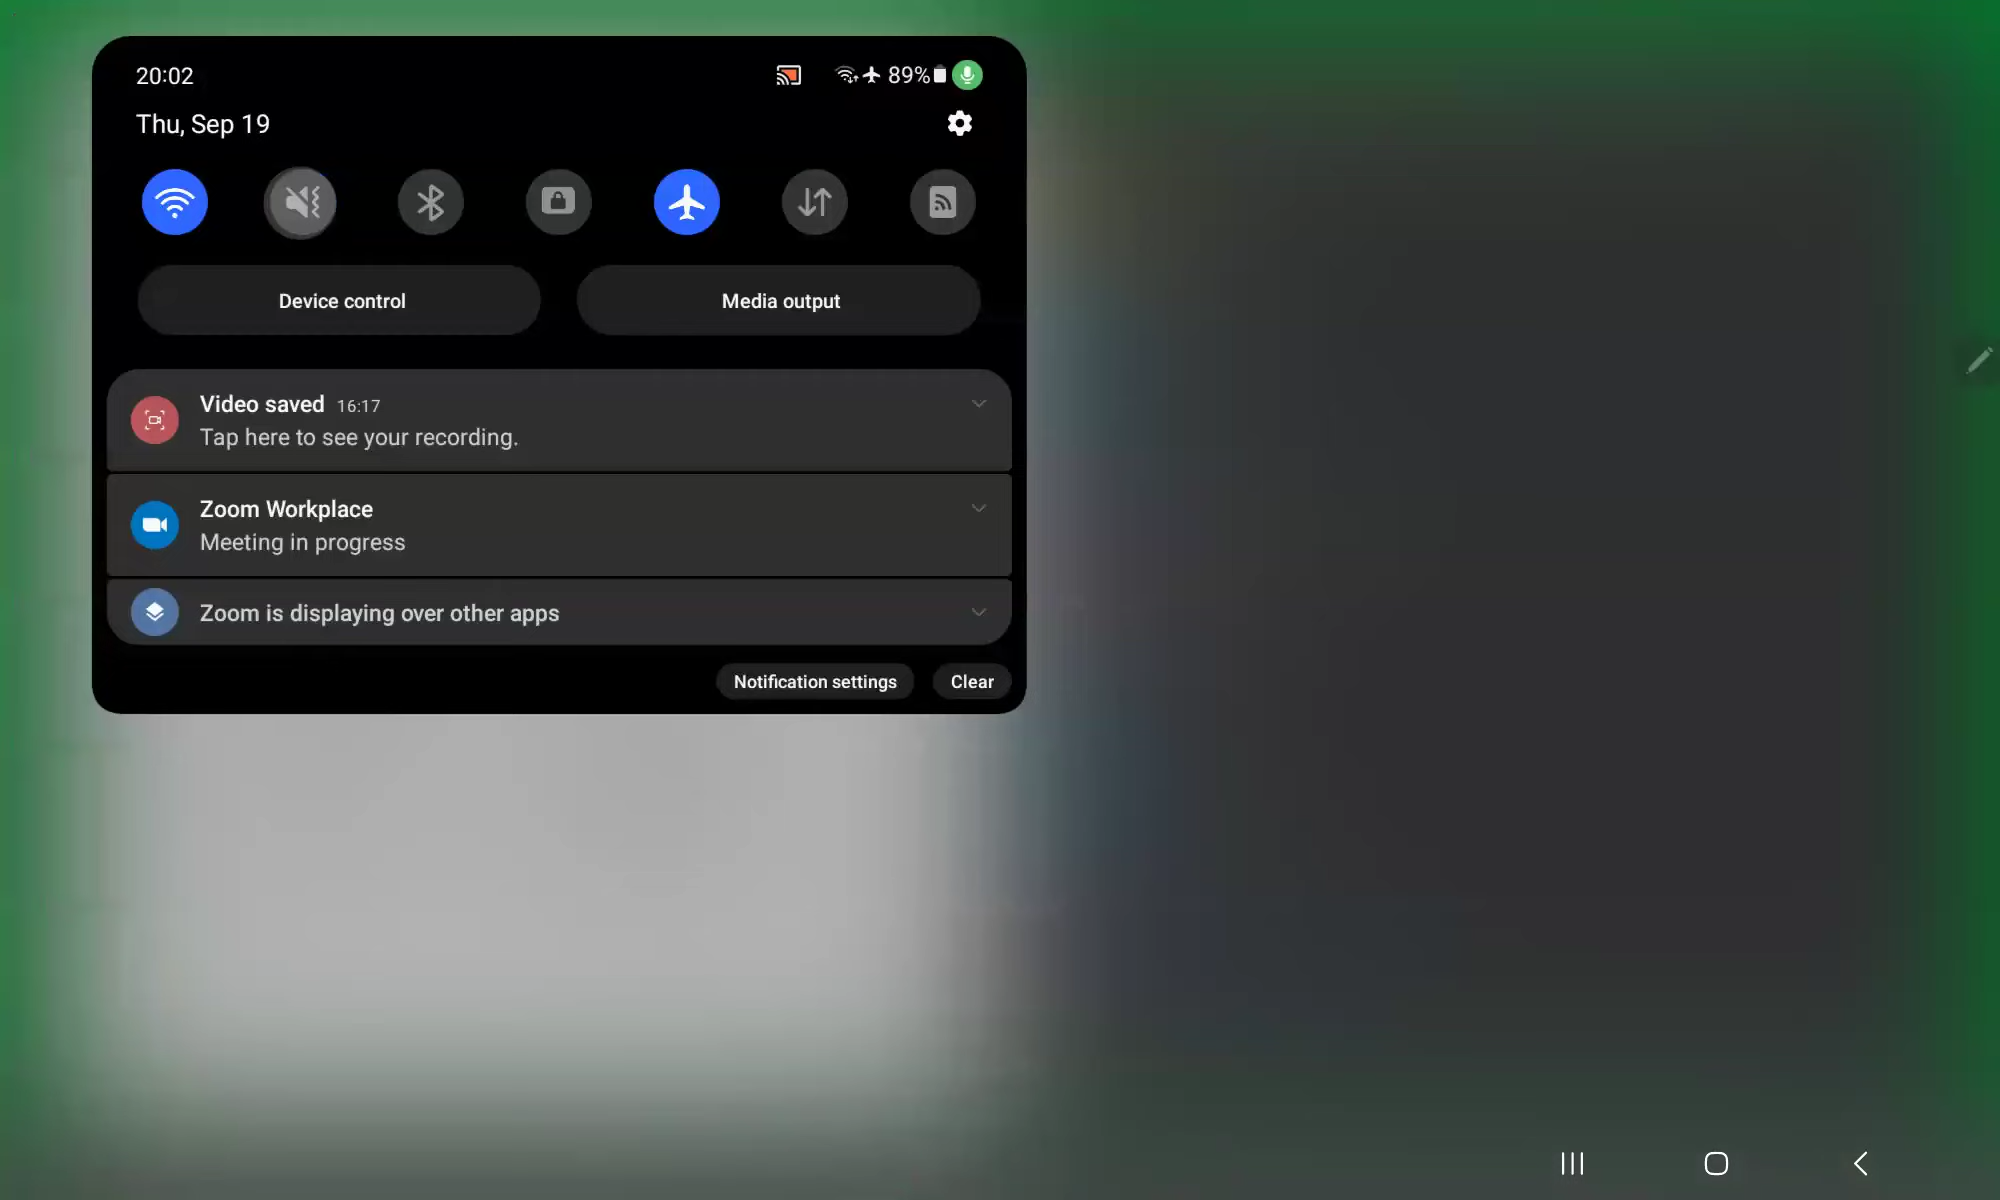 20:02
89%
Thu, Sep 19
Device control
Media output
Video saved 16:17
Tap here to see your recording.
Zoom Workplace
Meeting in progress
Zoom is displaying over other apps
Notification settings
Clear